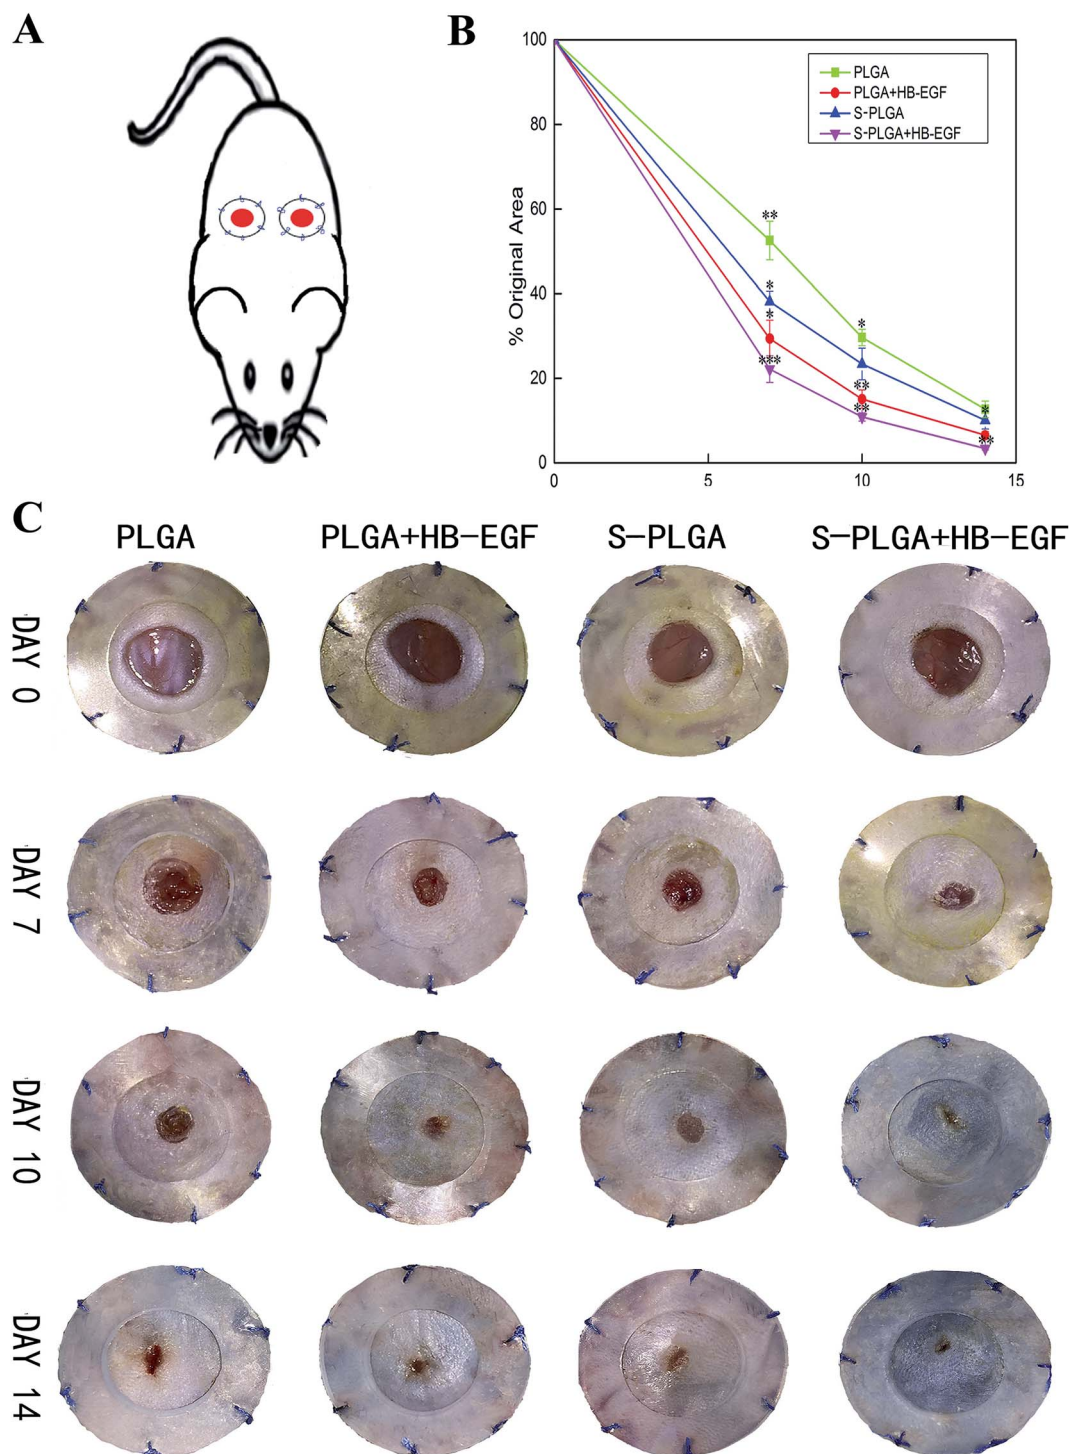 A
B
100
80
60
40
20
0
% Original Area
PLGA
PLGA+HB-EGF
S-PLGA
S-PLGA+HB-EGF
**
*
*
*
***
**
**
*
**
0 5 10 15
C
PLGA PLGA+HB-EGF S-PLGA S-PLGA+HB-EGF
DAY 0
DAY 7
DAY 10
DAY 14